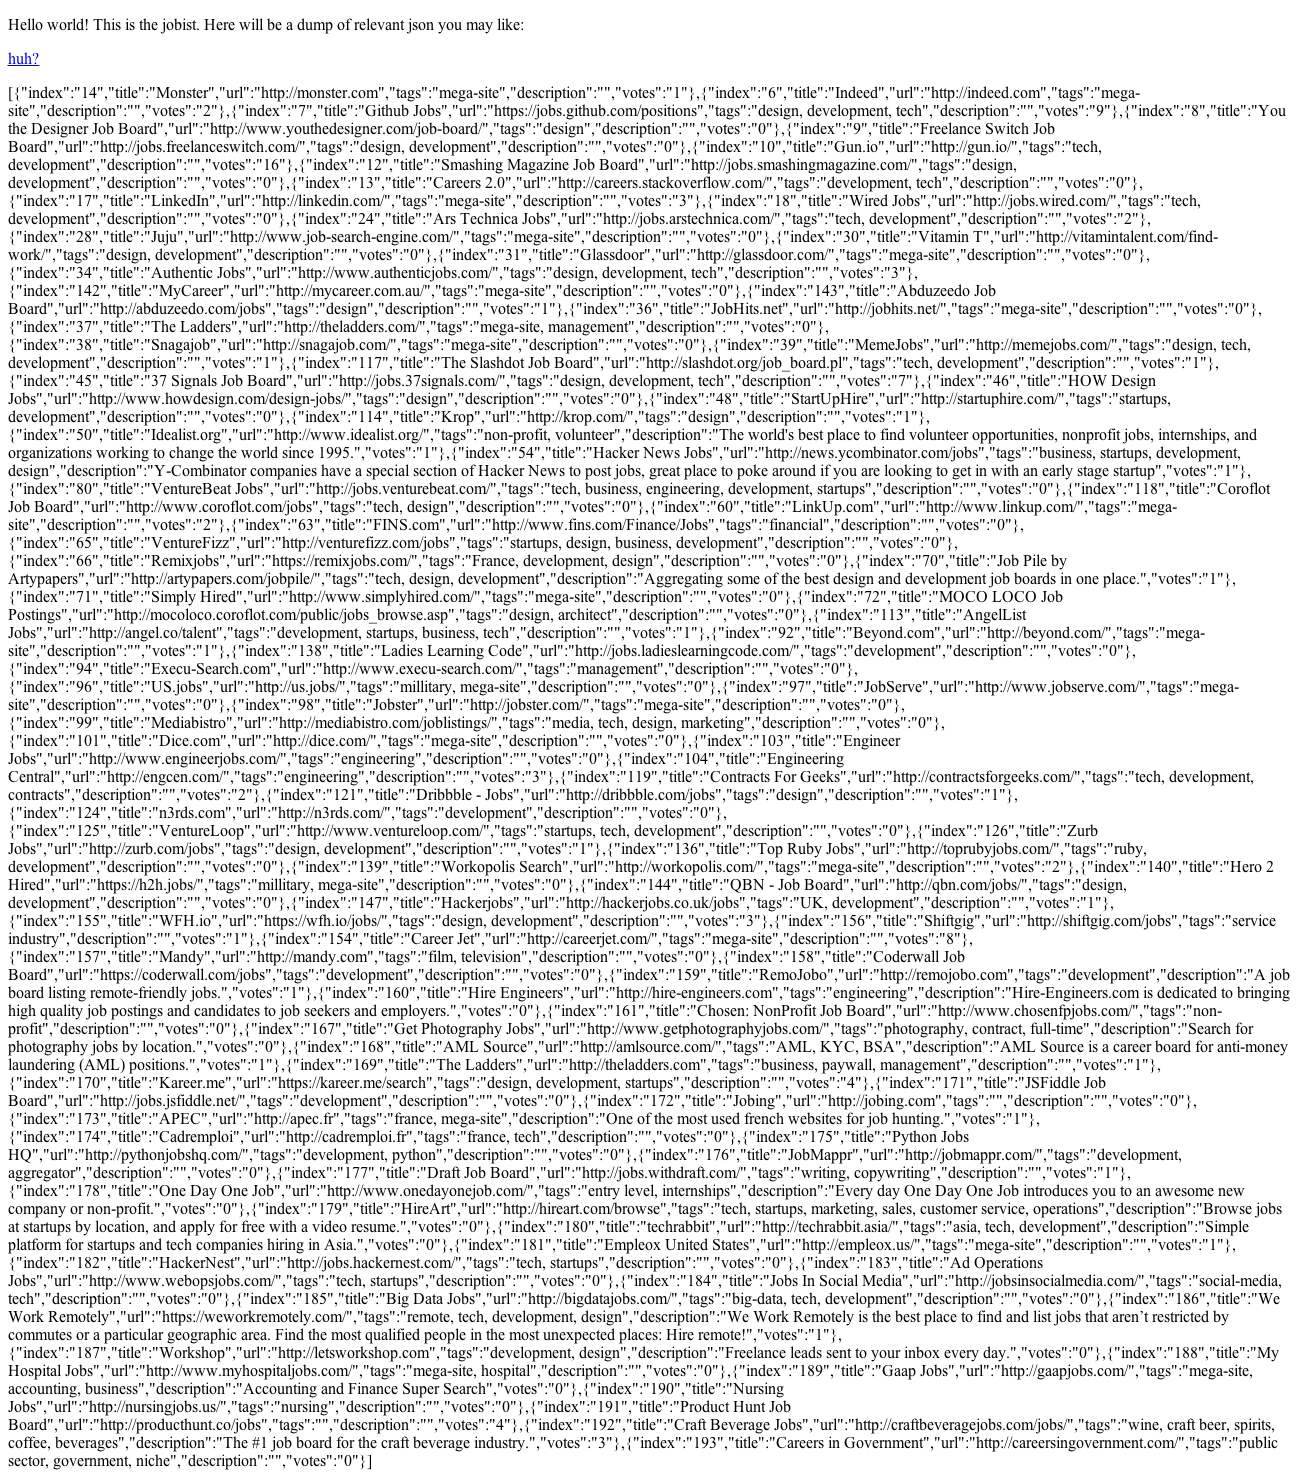 Hello world! This is the jobist. Here will be a dump of relevant json you may like:
huh?
[{"index":"14","title":"Monster","url":"http://monster.com","tags":"mega-site","description":"","votes":"1"},{"index":"6","title":"Indeed","url":"http://indeed.com","tags":"mega-
site","description":"","votes":"2"},{"index":"7","title":"Github Jobs","url":"https://jobs.github.com/positions","tags":"design, development, tech","description":"","votes":"9"},{"index":"8","title":"You
the Designer Job Board","url":"http://www.youthedesigner.com/job-board/","tags":"design","description":"","votes":"0"},{"index":"9","title":"Freelance Switch Job
Board","url":"http://jobs.freelanceswitch.com/","tags":"design, development","description":"","votes":"0"},{"index":"10","title":"Gun.io","url":"http://gun.io/","tags":"tech,
development","description":"","votes":"16"},{"index":"12","title":"Smashing Magazine Job Board","url":"http://jobs.smashingmagazine.com/","tags":"design,
development","description":"","votes":"0"},{"index":"13","title":"Careers 2.0","url":"http://careers.stackoverflow.com/","tags":"development, tech","description":"","votes":"0"},
{"index":"17","title":"LinkedIn","url":"http://linkedin.com/","tags":"mega-site","description":"","votes":"3"},{"index":"18","title":"Wired Jobs","url":"http://jobs.wired.com/","tags":"tech,
development","description":"","votes":"0"},{"index":"24","title":"Ars Technica Jobs","url":"http://jobs.arstechnica.com/","tags":"tech, development","description":"","votes":"2"},
{"index":"28","title":"Juju","url":"http://www.job-search-engine.com/","tags":"mega-site","description":"","votes":"0"},{"index":"30","title":"Vitamin T","url":"http://vitamintalent.com/find-
work/","tags":"design, development","description":"","votes":"0"},{"index":"31","title":"Glassdoor","url":"http://glassdoor.com/","tags":"mega-site","description":"","votes":"0"},
{"index":"34","title":"Authentic Jobs","url":"http://www.authenticjobs.com/","tags":"design, development, tech","description":"","votes":"3"},
{"index":"142","title":"MyCareer","url":"http://mycareer.com.au/","tags":"mega-site","description":"","votes":"0"},{"index":"143","title":"Abduzeedo Job
Board","url":"http://abduzeedo.com/jobs","tags":"design","description":"","votes":"1"},{"index":"36","title":"JobHits.net","url":"http://jobhits.net/","tags":"mega-site","description":"","votes":"0"},
{"index":"37","title":"The Ladders","url":"http://theladders.com/","tags":"mega-site, management","description":"","votes":"0"},
{"index":"38","title":"Snagajob","url":"http://snagajob.com/","tags":"mega-site","description":"","votes":"0"},{"index":"39","title":"MemeJobs","url":"http://memejobs.com/","tags":"design, tech,
development","description":"","votes":"1"},{"index":"117","title":"The Slashdot Job Board","url":"http://slashdot.org/job_board.pl","tags":"tech, development","description":"","votes":"1"},
{"index":"45","title":"37 Signals Job Board","url":"http://jobs.37signals.com/","tags":"design, development, tech","description":"","votes":"7"},{"index":"46","title":"HOW Design
Jobs","url":"http://www.howdesign.com/design-jobs/","tags":"design","description":"","votes":"0"},{"index":"48","title":"StartUpHire","url":"http://startuphire.com/","tags":"startups,
development","description":"","votes":"0"},{"index":"114","title":"Krop","url":"http://krop.com/","tags":"design","description":"","votes":"1"},
{"index":"50","title":"Idealist.org","url":"http://www.idealist.org/","tags":"non-profit, volunteer","description":"The world's best place to find volunteer opportunities, nonprofit jobs, internships, and
organizations working to change the world since 1995.","votes":"1"},{"index":"54","title":"Hacker News Jobs","url":"http://news.ycombinator.com/jobs","tags":"business, startups, development,
design","description":"Y-Combinator companies have a special section of Hacker News to post jobs, great place to poke around if you are looking to get in with an early stage startup","votes":"1"},
{"index":"80","title":"VentureBeat Jobs","url":"http://jobs.venturebeat.com/","tags":"tech, business, engineering, development, startups","description":"","votes":"0"},{"index":"118","title":"Coroflot
Job Board","url":"http://www.coroflot.com/jobs","tags":"tech, design","description":"","votes":"0"},{"index":"60","title":"LinkUp.com","url":"http://www.linkup.com/","tags":"mega-
site","description":"","votes":"2"},{"index":"63","title":"FINS.com","url":"http://www.fins.com/Finance/Jobs","tags":"financial","description":"","votes":"0"},
{"index":"65","title":"VentureFizz","url":"http://venturefizz.com/jobs","tags":"startups, design, business, development","description":"","votes":"0"},
{"index":"66","title":"Remixjobs","url":"https://remixjobs.com/","tags":"France, development, design","description":"","votes":"0"},{"index":"70","title":"Job Pile by
Artypapers","url":"http://artypapers.com/jobpile/","tags":"tech, design, development","description":"Aggregating some of the best design and development job boards in one place.","votes":"1"},
{"index":"71","title":"Simply Hired","url":"http://www.simplyhired.com/","tags":"mega-site","description":"","votes":"0"},{"index":"72","title":"MOCO LOCO Job
Postings","url":"http://mocoloco.coroflot.com/public/jobs_browse.asp","tags":"design, architect","description":"","votes":"0"},{"index":"113","title":"AngelList
Jobs","url":"http://angel.co/talent","tags":"development, startups, business, tech","description":"","votes":"1"},{"index":"92","title":"Beyond.com","url":"http://beyond.com/","tags":"mega-
site","description":"","votes":"1"},{"index":"138","title":"Ladies Learning Code","url":"http://jobs.ladieslearningcode.com/","tags":"development","description":"","votes":"0"},
{"index":"94","title":"Execu-Search.com","url":"http://www.execu-search.com/","tags":"management","description":"","votes":"0"},
{"index":"96","title":"US.jobs","url":"http://us.jobs/","tags":"millitary, mega-site","description":"","votes":"0"},{"index":"97","title":"JobServe","url":"http://www.jobserve.com/","tags":"mega-
site","description":"","votes":"0"},{"index":"98","title":"Jobster","url":"http://jobster.com/","tags":"mega-site","description":"","votes":"0"},
{"index":"99","title":"Mediabistro","url":"http://mediabistro.com/joblistings/","tags":"media, tech, design, marketing","description":"","votes":"0"},
{"index":"101","title":"Dice.com","url":"http://dice.com/","tags":"mega-site","description":"","votes":"0"},{"index":"103","title":"Engineer
Jobs","url":"http://www.engineerjobs.com/","tags":"engineering","description":"","votes":"0"},{"index":"104","title":"Engineering
Central","url":"http://engcen.com/","tags":"engineering","description":"","votes":"3"},{"index":"119","title":"Contracts For Geeks","url":"http://contractsforgeeks.com/","tags":"tech, development,
contracts","description":"","votes":"2"},{"index":"121","title":"Dribbble - Jobs","url":"http://dribbble.com/jobs","tags":"design","description":"","votes":"1"},
{"index":"124","title":"n3rds.com","url":"http://n3rds.com/","tags":"development","description":"","votes":"0"},
{"index":"125","title":"VentureLoop","url":"http://www.ventureloop.com/","tags":"startups, tech, development","description":"","votes":"0"},{"index":"126","title":"Zurb
Jobs","url":"http://zurb.com/jobs","tags":"design, development","description":"","votes":"1"},{"index":"136","title":"Top Ruby Jobs","url":"http://toprubyjobs.com/","tags":"ruby,
development","description":"","votes":"0"},{"index":"139","title":"Workopolis Search","url":"http://workopolis.com/","tags":"mega-site","description":"","votes":"2"},{"index":"140","title":"Hero 2
Hired","url":"https://h2h.jobs/","tags":"millitary, mega-site","description":"","votes":"0"},{"index":"144","title":"QBN - Job Board","url":"http://qbn.com/jobs/","tags":"design,
development","description":"","votes":"0"},{"index":"147","title":"Hackerjobs","url":"http://hackerjobs.co.uk/jobs","tags":"UK, development","description":"","votes":"1"},
{"index":"155","title":"WFH.io","url":"https://wfh.io/jobs/","tags":"design, development","description":"","votes":"3"},{"index":"156","title":"Shiftgig","url":"http://shiftgig.com/jobs","tags":"service
industry","description":"","votes":"1"},{"index":"154","title":"Career Jet","url":"http://careerjet.com/","tags":"mega-site","description":"","votes":"8"},
{"index":"157","title":"Mandy","url":"http://mandy.com","tags":"film, television","description":"","votes":"0"},{"index":"158","title":"Coderwall Job
Board","url":"https://coderwall.com/jobs","tags":"development","description":"","votes":"0"},{"index":"159","title":"RemoJobo","url":"http://remojobo.com","tags":"development","description":"A job
board listing remote-friendly jobs.","votes":"1"},{"index":"160","title":"Hire Engineers","url":"http://hire-engineers.com","tags":"engineering","description":"Hire-Engineers.com is dedicated to bringing
high quality job postings and candidates to job seekers and employers.","votes":"0"},{"index":"161","title":"Chosen: NonProfit Job Board","url":"http://www.chosenfpjobs.com/","tags":"non-
profit","description":"","votes":"0"},{"index":"167","title":"Get Photography Jobs","url":"http://www.getphotographyjobs.com/","tags":"photography, contract, full-time","description":"Search for
photography jobs by location.","votes":"0"},{"index":"168","title":"AML Source","url":"http://amlsource.com/","tags":"AML, KYC, BSA","description":"AML Source is a career board for anti-money
laundering (AML) positions.","votes":"1"},{"index":"169","title":"The Ladders","url":"http://theladders.com","tags":"business, paywall, management","description":"","votes":"1"},
{"index":"170","title":"Kareer.me","url":"https://kareer.me/search","tags":"design, development, startups","description":"","votes":"4"},{"index":"171","title":"JSFiddle Job
Board","url":"http://jobs.jsfiddle.net/","tags":"development","description":"","votes":"0"},{"index":"172","title":"Jobing","url":"http://jobing.com","tags":"","description":"","votes":"0"},
{"index":"173","title":"APEC","url":"http://apec.fr","tags":"france, mega-site","description":"One of the most used french websites for job hunting.","votes":"1"},
{"index":"174","title":"Cadremploi","url":"http://cadremploi.fr","tags":"france, tech","description":"","votes":"0"},{"index":"175","title":"Python Jobs
HQ","url":"http://pythonjobshq.com/","tags":"development, python","description":"","votes":"0"},{"index":"176","title":"JobMappr","url":"http://jobmappr.com/","tags":"development,
aggregator","description":"","votes":"0"},{"index":"177","title":"Draft Job Board","url":"http://jobs.withdraft.com/","tags":"writing, copywriting","description":"","votes":"1"},
{"index":"178","title":"One Day One Job","url":"http://www.onedayonejob.com/","tags":"entry level, internships","description":"Every day One Day One Job introduces you to an awesome new
company or non-profit.","votes":"0"},{"index":"179","title":"HireArt","url":"http://hireart.com/browse","tags":"tech, startups, marketing, sales, customer service, operations","description":"Browse jobs
at startups by location, and apply for free with a video resume.","votes":"0"},{"index":"180","title":"techrabbit","url":"http://techrabbit.asia/","tags":"asia, tech, development","description":"Simple
platform for startups and tech companies hiring in Asia.","votes":"0"},{"index":"181","title":"Empleox United States","url":"http://empleox.us/","tags":"mega-site","description":"","votes":"1"},
{"index":"182","title":"HackerNest","url":"http://jobs.hackernest.com/","tags":"tech, startups","description":"","votes":"0"},{"index":"183","title":"Ad Operations
Jobs","url":"http://www.webopsjobs.com/","tags":"tech, startups","description":"","votes":"0"},{"index":"184","title":"Jobs In Social Media","url":"http://jobsinsocialmedia.com/","tags":"social-media,
tech","description":"","votes":"0"},{"index":"185","title":"Big Data Jobs","url":"http://bigdatajobs.com/","tags":"big-data, tech, development","description":"","votes":"0"},{"index":"186","title":"We
Work Remotely","url":"https://weworkremotely.com/","tags":"remote, tech, development, design","description":"We Work Remotely is the best place to find and list jobs that aren’t restricted by
commutes or a particular geographic area. Find the most qualified people in the most unexpected places: Hire remote!","votes":"1"},
{"index":"187","title":"Workshop","url":"http://letsworkshop.com","tags":"development, design","description":"Freelance leads sent to your inbox every day.","votes":"0"},{"index":"188","title":"My
Hospital Jobs","url":"http://www.myhospitaljobs.com/","tags":"mega-site, hospital","description":"","votes":"0"},{"index":"189","title":"Gaap Jobs","url":"http://gaapjobs.com/","tags":"mega-site,
accounting, business","description":"Accounting and Finance Super Search","votes":"0"},{"index":"190","title":"Nursing
Jobs","url":"http://nursingjobs.us/","tags":"nursing","description":"","votes":"0"},{"index":"191","title":"Product Hunt Job
Board","url":"http://producthunt.co/jobs","tags":"","description":"","votes":"4"},{"index":"192","title":"Craft Beverage Jobs","url":"http://craftbeveragejobs.com/jobs/","tags":"wine, craft beer, spirits,
coffee, beverages","description":"The #1 job board for the craft beverage industry.","votes":"3"},{"index":"193","title":"Careers in Government","url":"http://careersingovernment.com/","tags":"public
sector, government, niche","description":"","votes":"0"}]